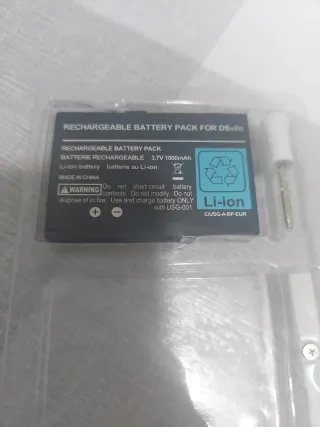 RECHARGEABLE BATTERY PACK FOR DSlite
RECHARGEABLE BATTERY PACK
BATTERIE RECHARGEABLE 3.7V 1000mAh
Li-ion battery batterie au Li-ion
MADE IN CHINA
WARNING Do not short-circuit battery
contacts. Do not modify. Do not
dispose of in fire. Use and charge battery ONLY
with USG-001
Li-ion
C/USG-A-BP-EUR